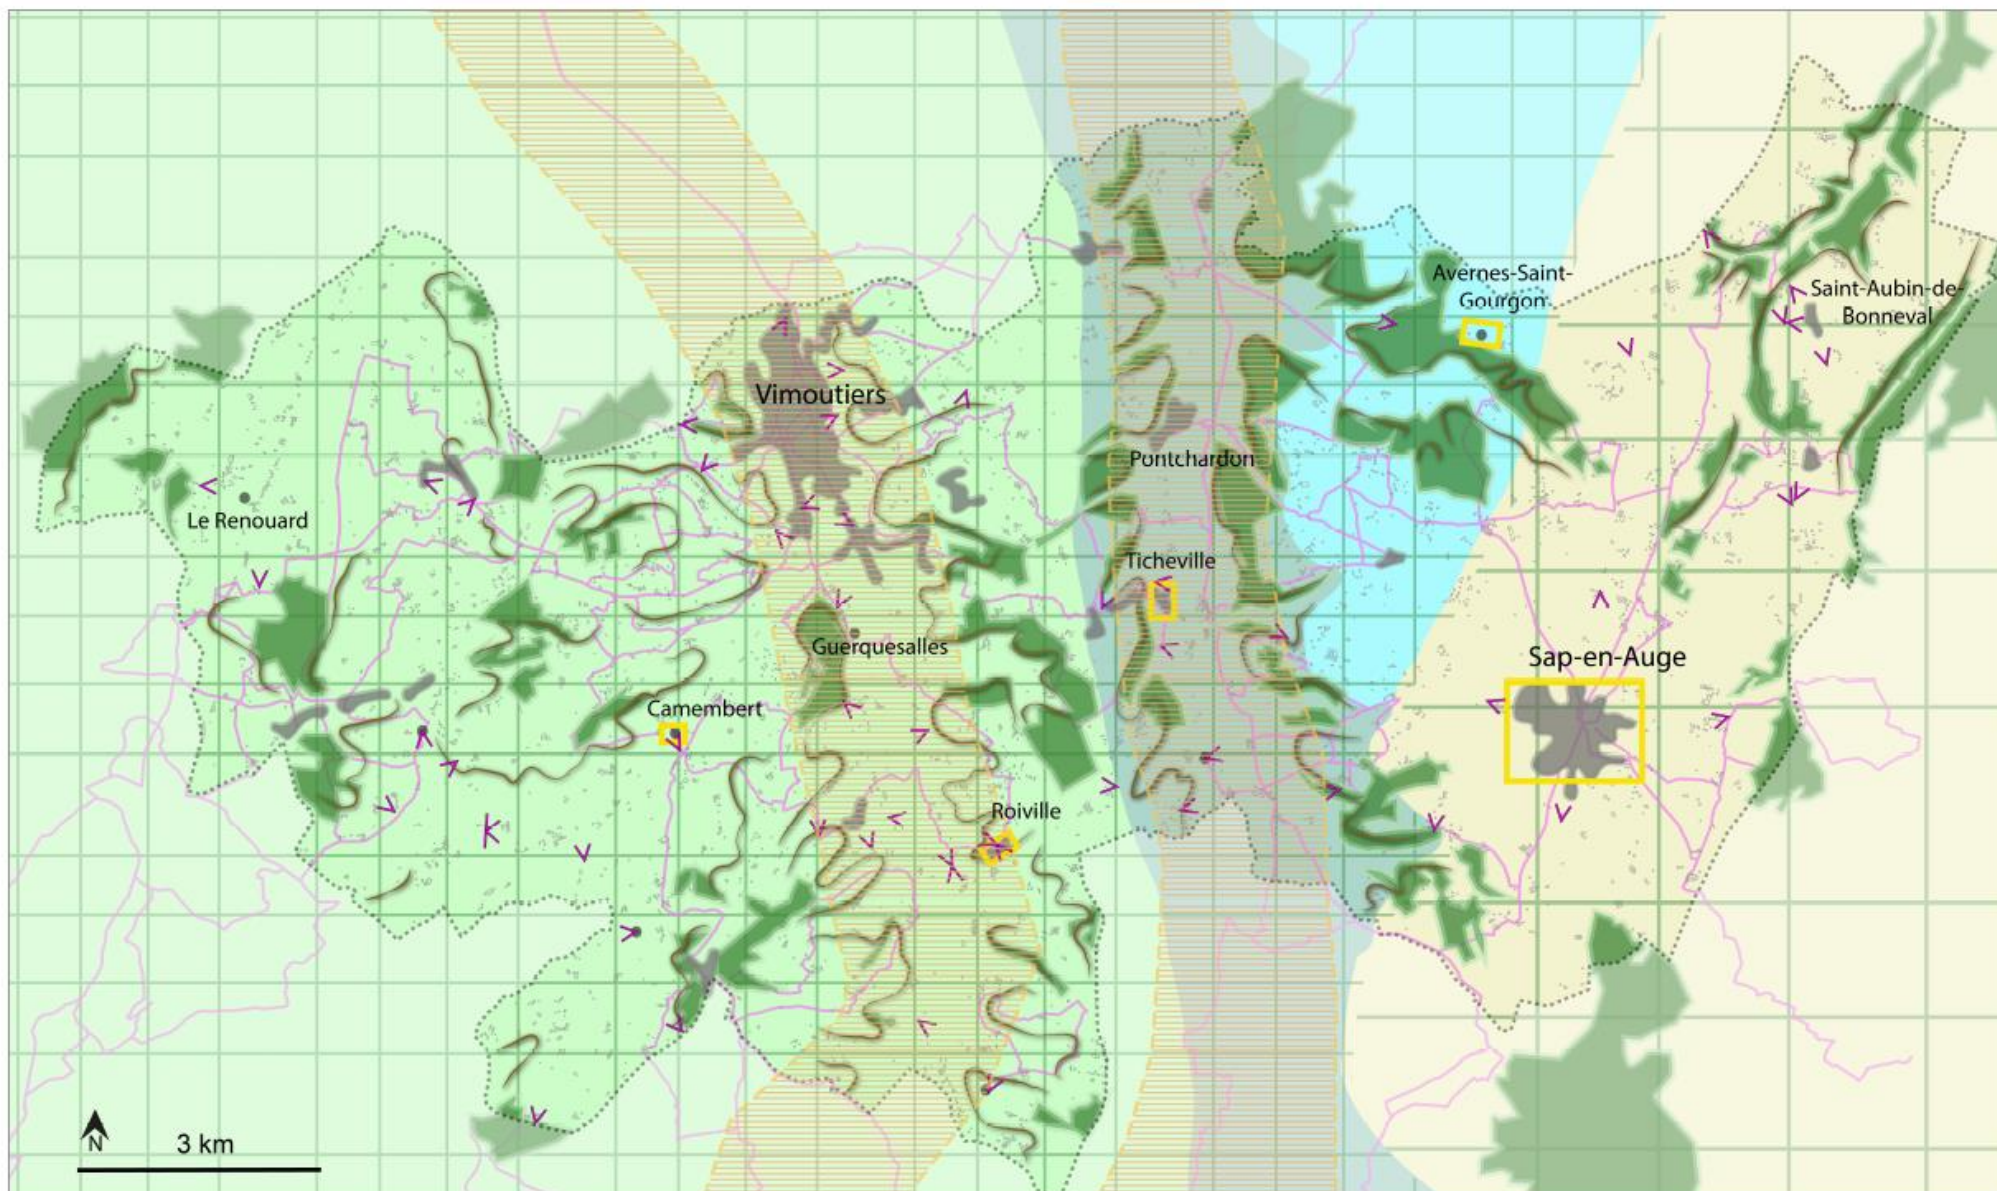 Avernes-Saint-
Gourgon
Saint-Aubin-de-
Bonneval
Vimoutiers
Pontchardon
Le Renouard
Ticheville
Guerquesalles
Sap-en-Auge
Camembert
Roiville
N
3 km